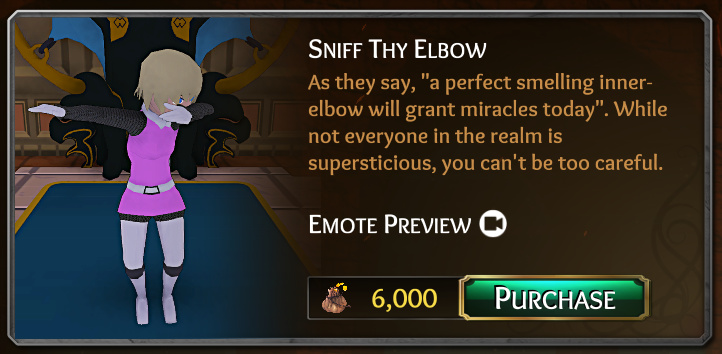 Sniff Thy Elbow
As they say, "a perfect smelling inner-
elbow will grant miracles today". While
not everyone in the realm is
supersticious, you can't be too careful.
Emote Preview
6,000
Purchase